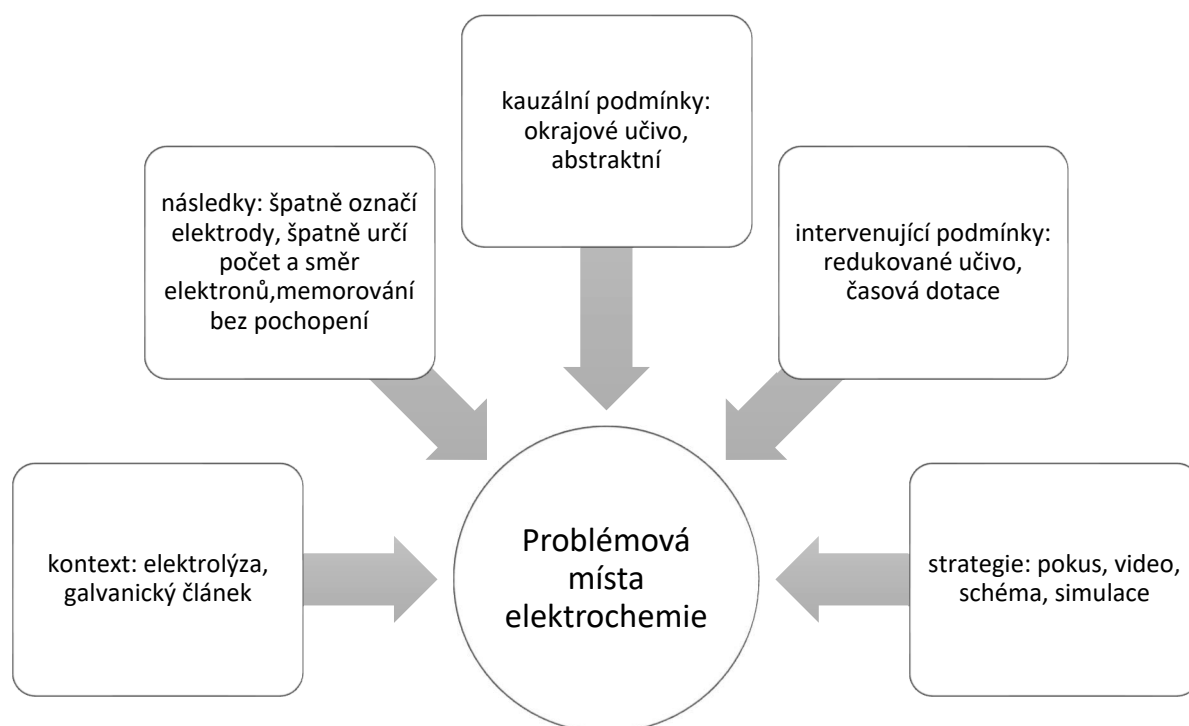 kauzální podmínky:
okrajové učivo,
abstraktní
následky: špatně označí
elektrody, špatně určí
počet a směr
elektronů,memorování
bez pochopení
intervenující podmínky:
redukované učivo,
časová dotace
kontext: elektrolýza,
galvanický článek
Problémová
místa
elektrochemie
strategie: pokus, video,
schéma, simulace